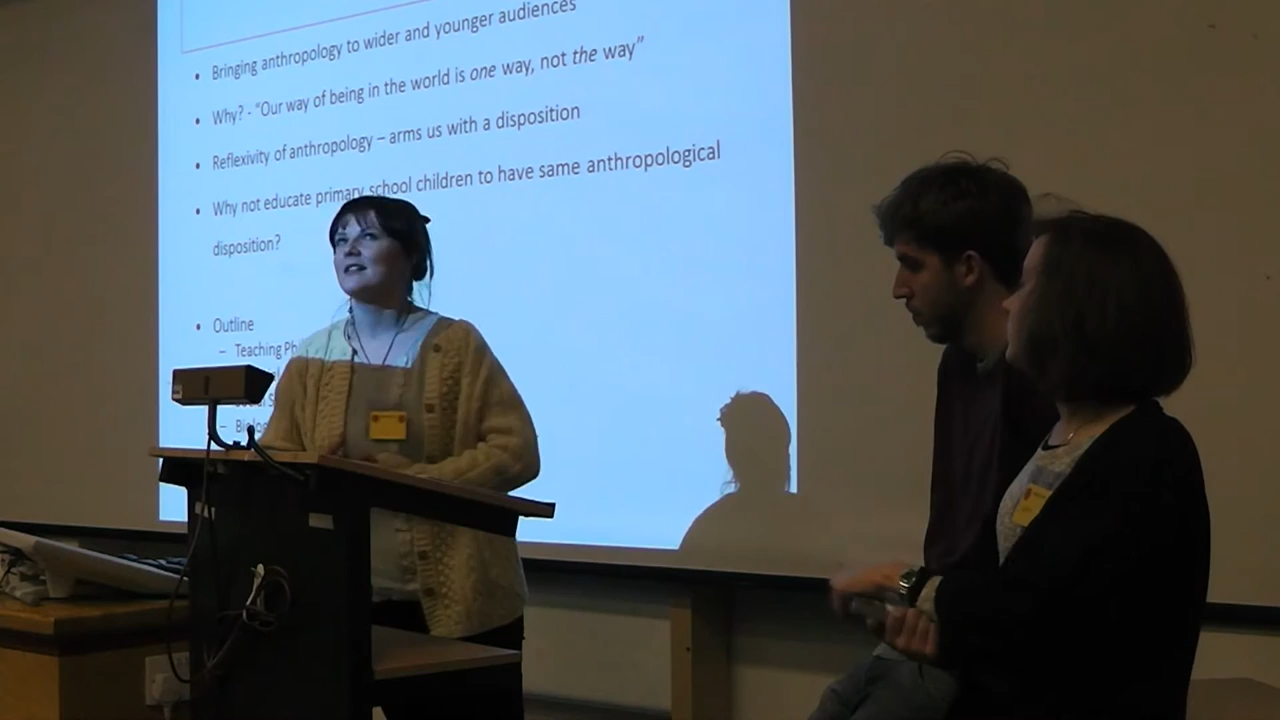 • Bringing anthropology to wider and younger audiences
• Why? - “Our way of being in the world is one way, not the way”
• Reflexivity of anthropology – arms us with a disposition
• Why not educate primary school children to have same anthropological
disposition?
• Outline
– Teaching